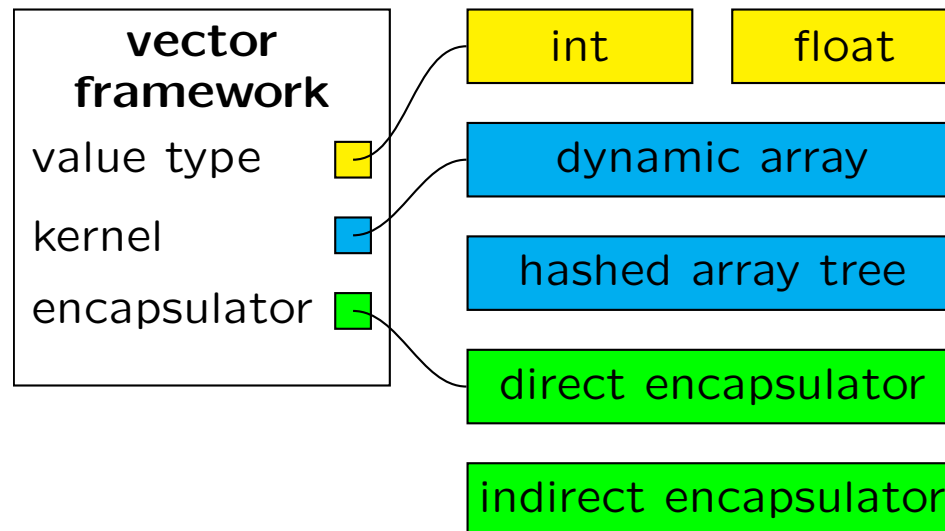 vector
framework
value type
kernel
encapsulator
int
float
dynamic array
hashed array tree
direct encapsulator
indirect encapsulator